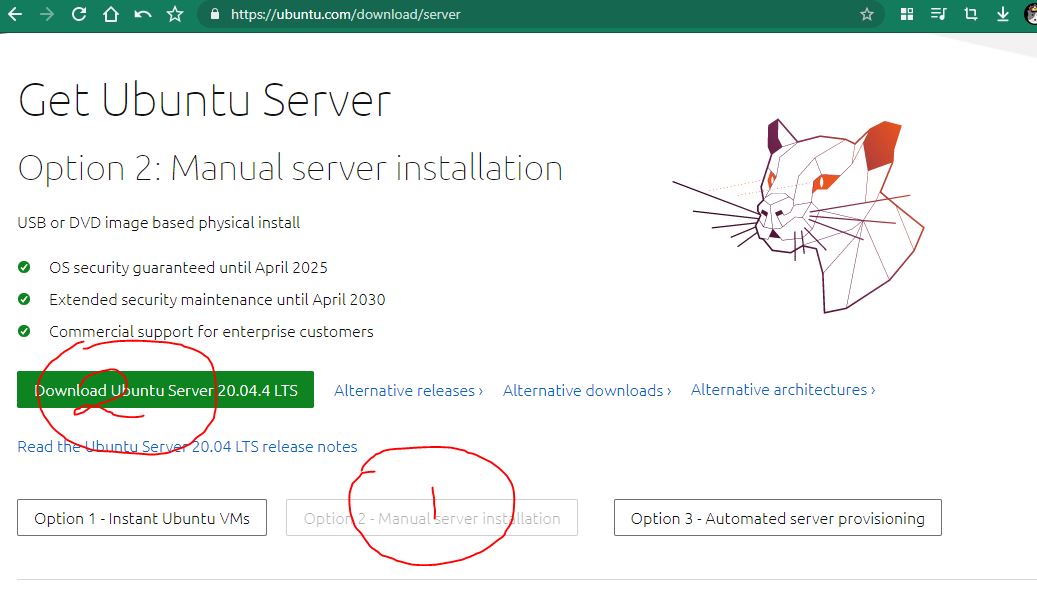 https://ubuntu.com/download/server
Get Ubuntu Server
Option 2: Manual server installation
USB or DVD image based physical install
OS security guaranteed until April 2025
Extended security maintenance until April 2030
Commercial support for enterprise customers
Download Ubuntu Server 20.04.4 LTS Alternative releases › Alternative downloads › Alternative architectures ›
2
Read the Ubuntu Server 20.04 LTS release notes
1
Option 1 - Instant Ubuntu VMs Option 2 - Manual server installation Option 3 - Automated server provisioning